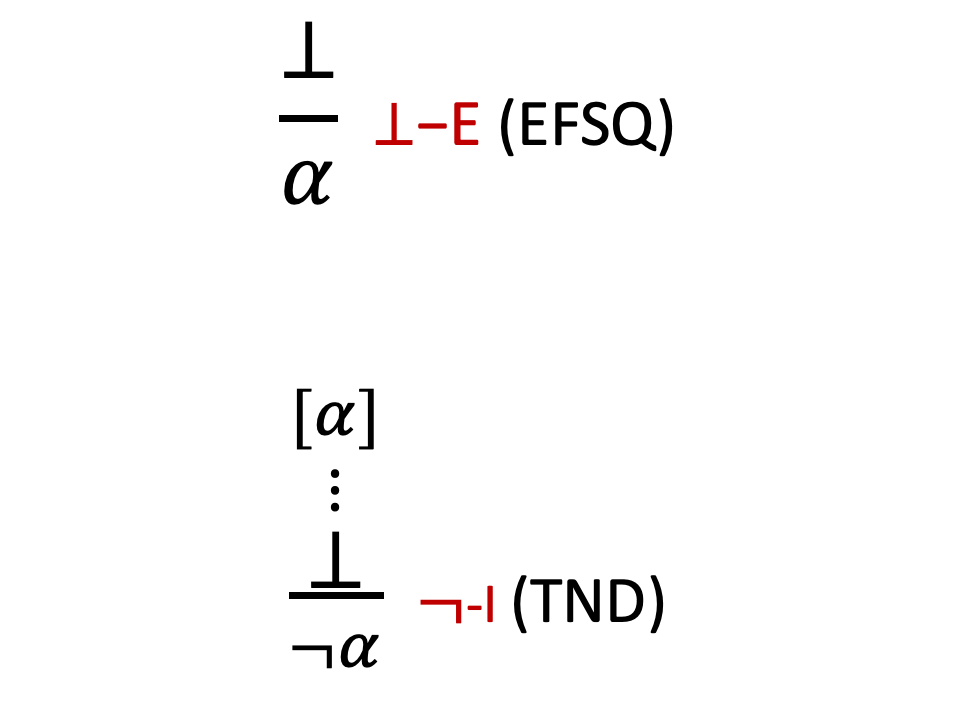 ⊥
𝛼 ⊥−E (EFSQ)
[𝛼]
⋮
⊥
¬𝛼 ¬-I (TND)